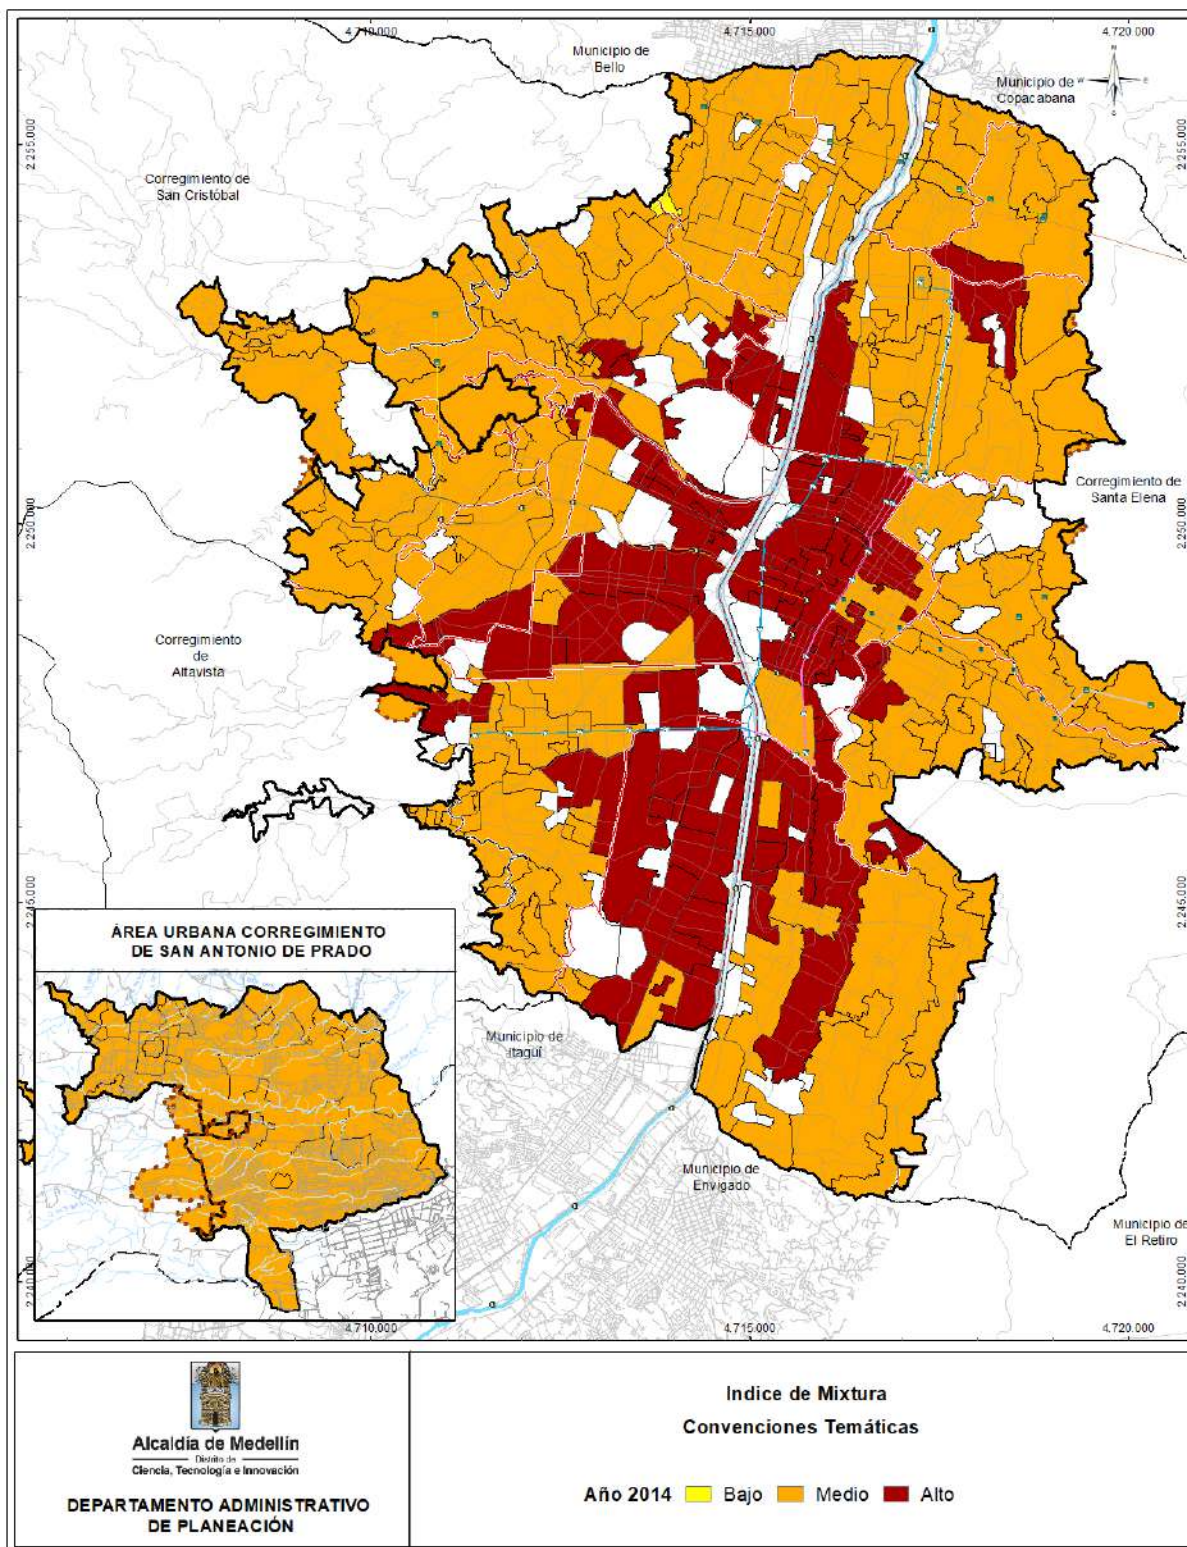 4.710.000
4.715.000
4.720.000
Municipio de
Bello
Municipio de
Copacabana
N
W
E
2.255.000
2.255.000
Corregimiento de
San Cristóbal
Corregimiento de
Santa Elena
2.250.000
2.250.000
Corregimiento
de
Altavista
2.245.000
2.245.000
ÁREA URBANA CORREGIMIENTO
DE SAN ANTONIO DE PRADO
Municipio de
Itagüí
Municipio de
Envigado
Municipio de
El Retiro
2.240.000
2.240.000
4.710.000
4.715.000
4.720.000
Alcaldía de Medellín
Distrito de
Ciencia, Tecnología e Innovación
DEPARTAMENTO ADMINISTRATIVO
DE PLANEACIÓN
Indice de Mixtura
Convenciones Temáticas
Año 2014 Bajo Medio Alto